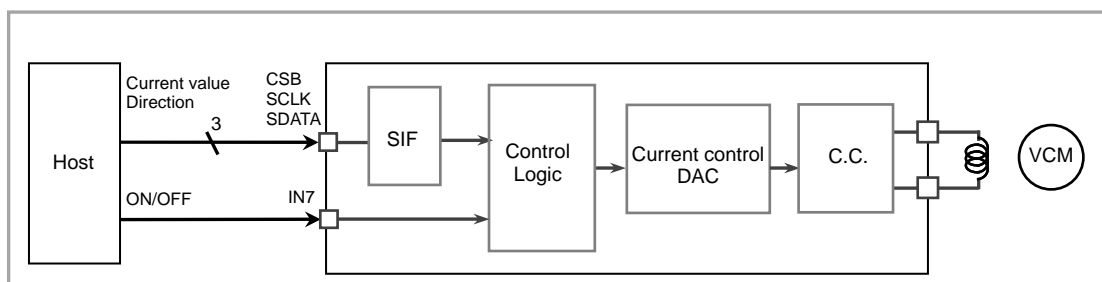 Host
Current value
Direction
3
CSB
SCLK
SDATA
ON/OFF
IN7
SIF
Control
Logic
Current control
DAC
C.C.
VCM